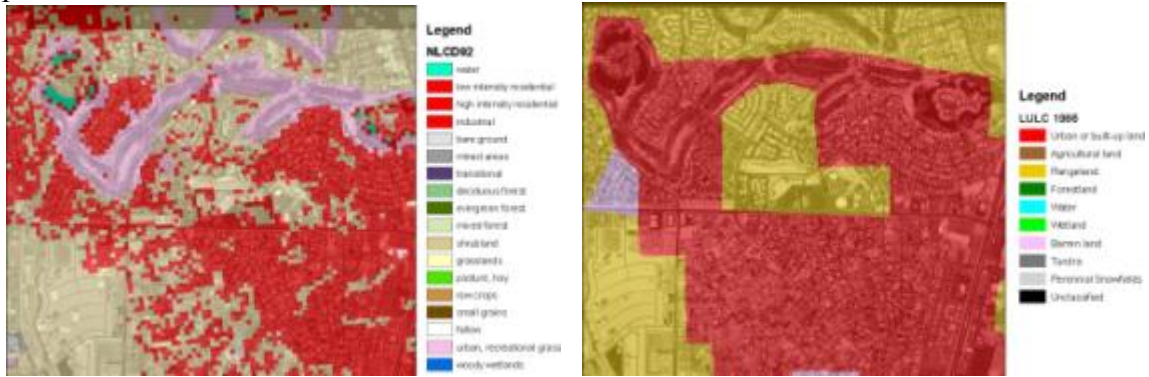 Legend
NLCD92
water
low intensity residential
high intensity residential
industrial
bare ground
mined areas
transitional
deciduous forest
evergreen forest
mixed forest
shrubland
grasslands
pasture, hay
row crops
small grains
fallow
urban, recreational grass
woody wetlands
Legend
LULC 1986
Urban or built-up land
Agricultural land
Rangeland
Forestland
Water
Wetland
Barren land
Tundra
Perennial Snowfields
Unclassified